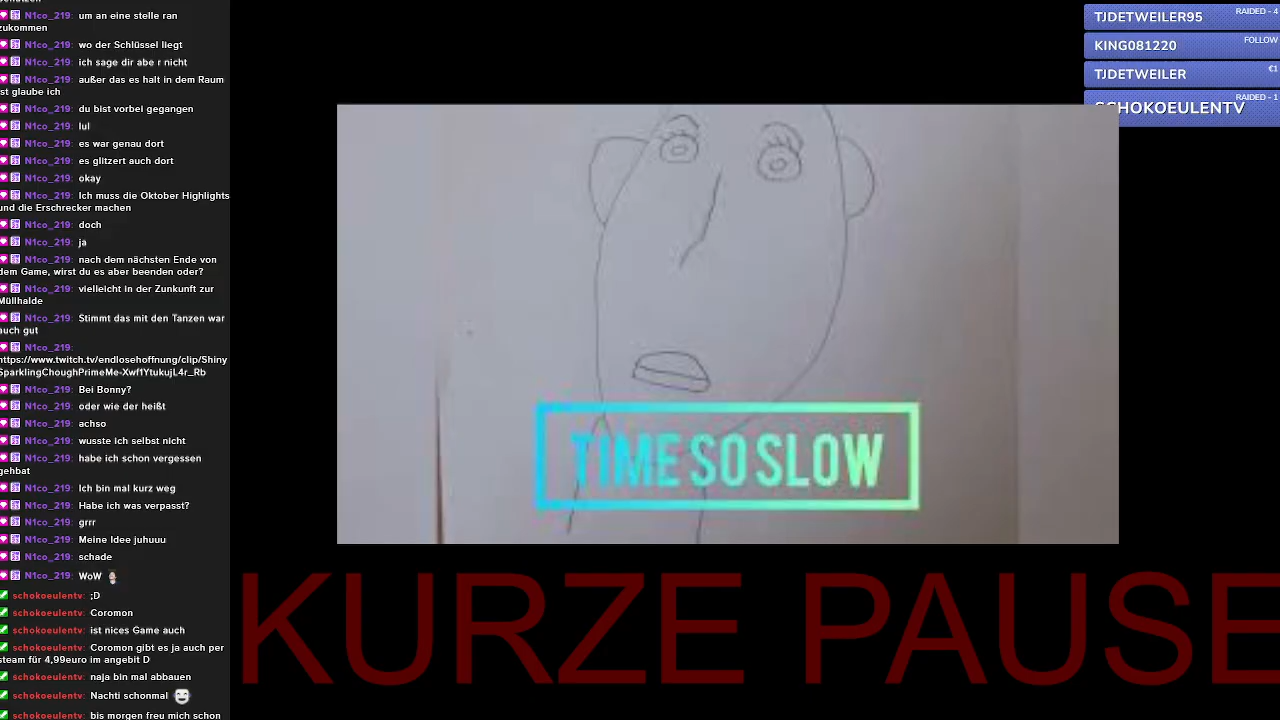 N1co_219: um an eine stelle ran
zukommen
N1co_219: wo der Schlüssel liegt
N1co_219: ich sage dir abe r nicht
N1co_219: außer das es halt in dem Raum
ist glaube ich
N1co_219: du bist vorbei gegangen
N1co_219: lul
N1co_219: es war genau dort
N1co_219: es glitzert auch dort
N1co_219: okay
N1co_219: Ich muss die Oktober Highlights
und die Erschrecker machen
N1co_219: doch
N1co_219: ja
N1co_219: nach dem nächsten Ende von
dem Game, wirst du es aber beenden oder?
N1co_219: vielleicht in der Zunkunft zur
Müllhalde
N1co_219: Stimmt das mit den Tanzen war
auch gut
N1co_219:
https://www.twitch.tv/endlosehoffnung/clip/Shiny
SparklingChoughPrimeMe-Xwf1YtukujL4r_Rb
N1co_219: Bei Bonny?
N1co_219: oder wie der heißt
N1co_219: achso
N1co_219: wusste ich selbst nicht
N1co_219: habe ich schon vergessen
gehbat
N1co_219: Ich bin mal kurz weg
N1co_219: Habe ich was verpasst?
N1co_219: grrr
N1co_219: Meine Idee juhuuu
N1co_219: schade
N1co_219: WoW
schokoeulentv: ;D
schokoeulentv: Coromon
schokoeulentv: ist nices Game auch
schokoeulentv: Coromon gibt es ja auch per
steam für 4,99euro im angebit D
schokoeulentv: naja bin mal abbauen
schokoeulentv: Nachti schonmal
schokoeulentv: bis morgen freu mich schon
TJDETWEILER95 RAIDED - 4
KING081220 FOLLOW
TJDETWEILER €1
SCHOKOEULENTV RAIDED - 1
TIME SO SLOW
KURZE PAUSE